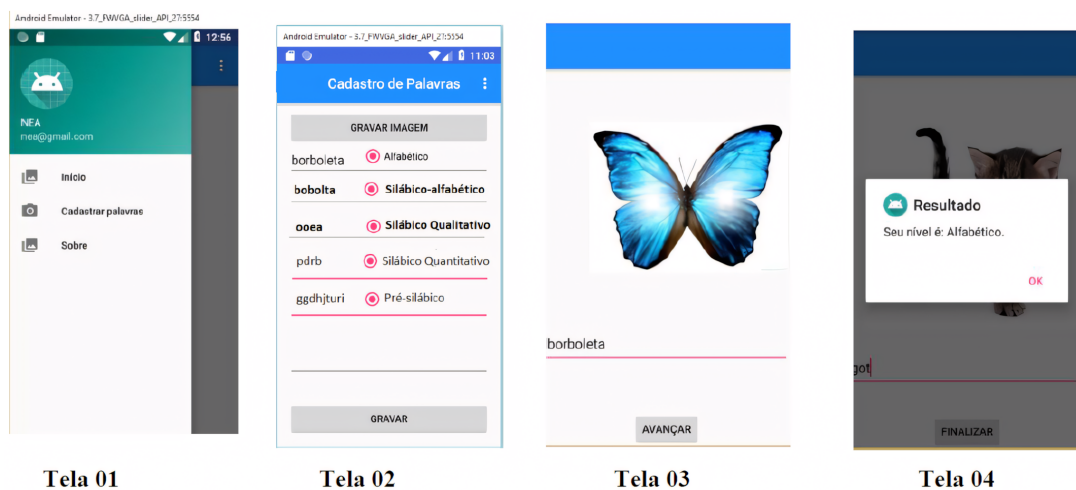 Android Emulator - 3.7_FWVGA_slider_API_27:5554
12:56
NEA
nea@gmail.com
Início
Cadastrar palavras
Sobre
Tela 01
Android Emulator - 3.7_FWVGA_slider_API_27:5554
11:03
Cadastro de Palavras
GRAVAR IMAGEM
borboleta Alfabético
bobolta Silábico-alfabético
ooea Silábico Qualitativo
pdrb Silábico Quantitativo
ggdhjturi Pré-silábico
GRAVAR
Tela 02
borboleta
AVANÇAR
Tela 03
Resultado
Seu nível é: Alfabético.
OK
got
FINALIZAR
Tela 04